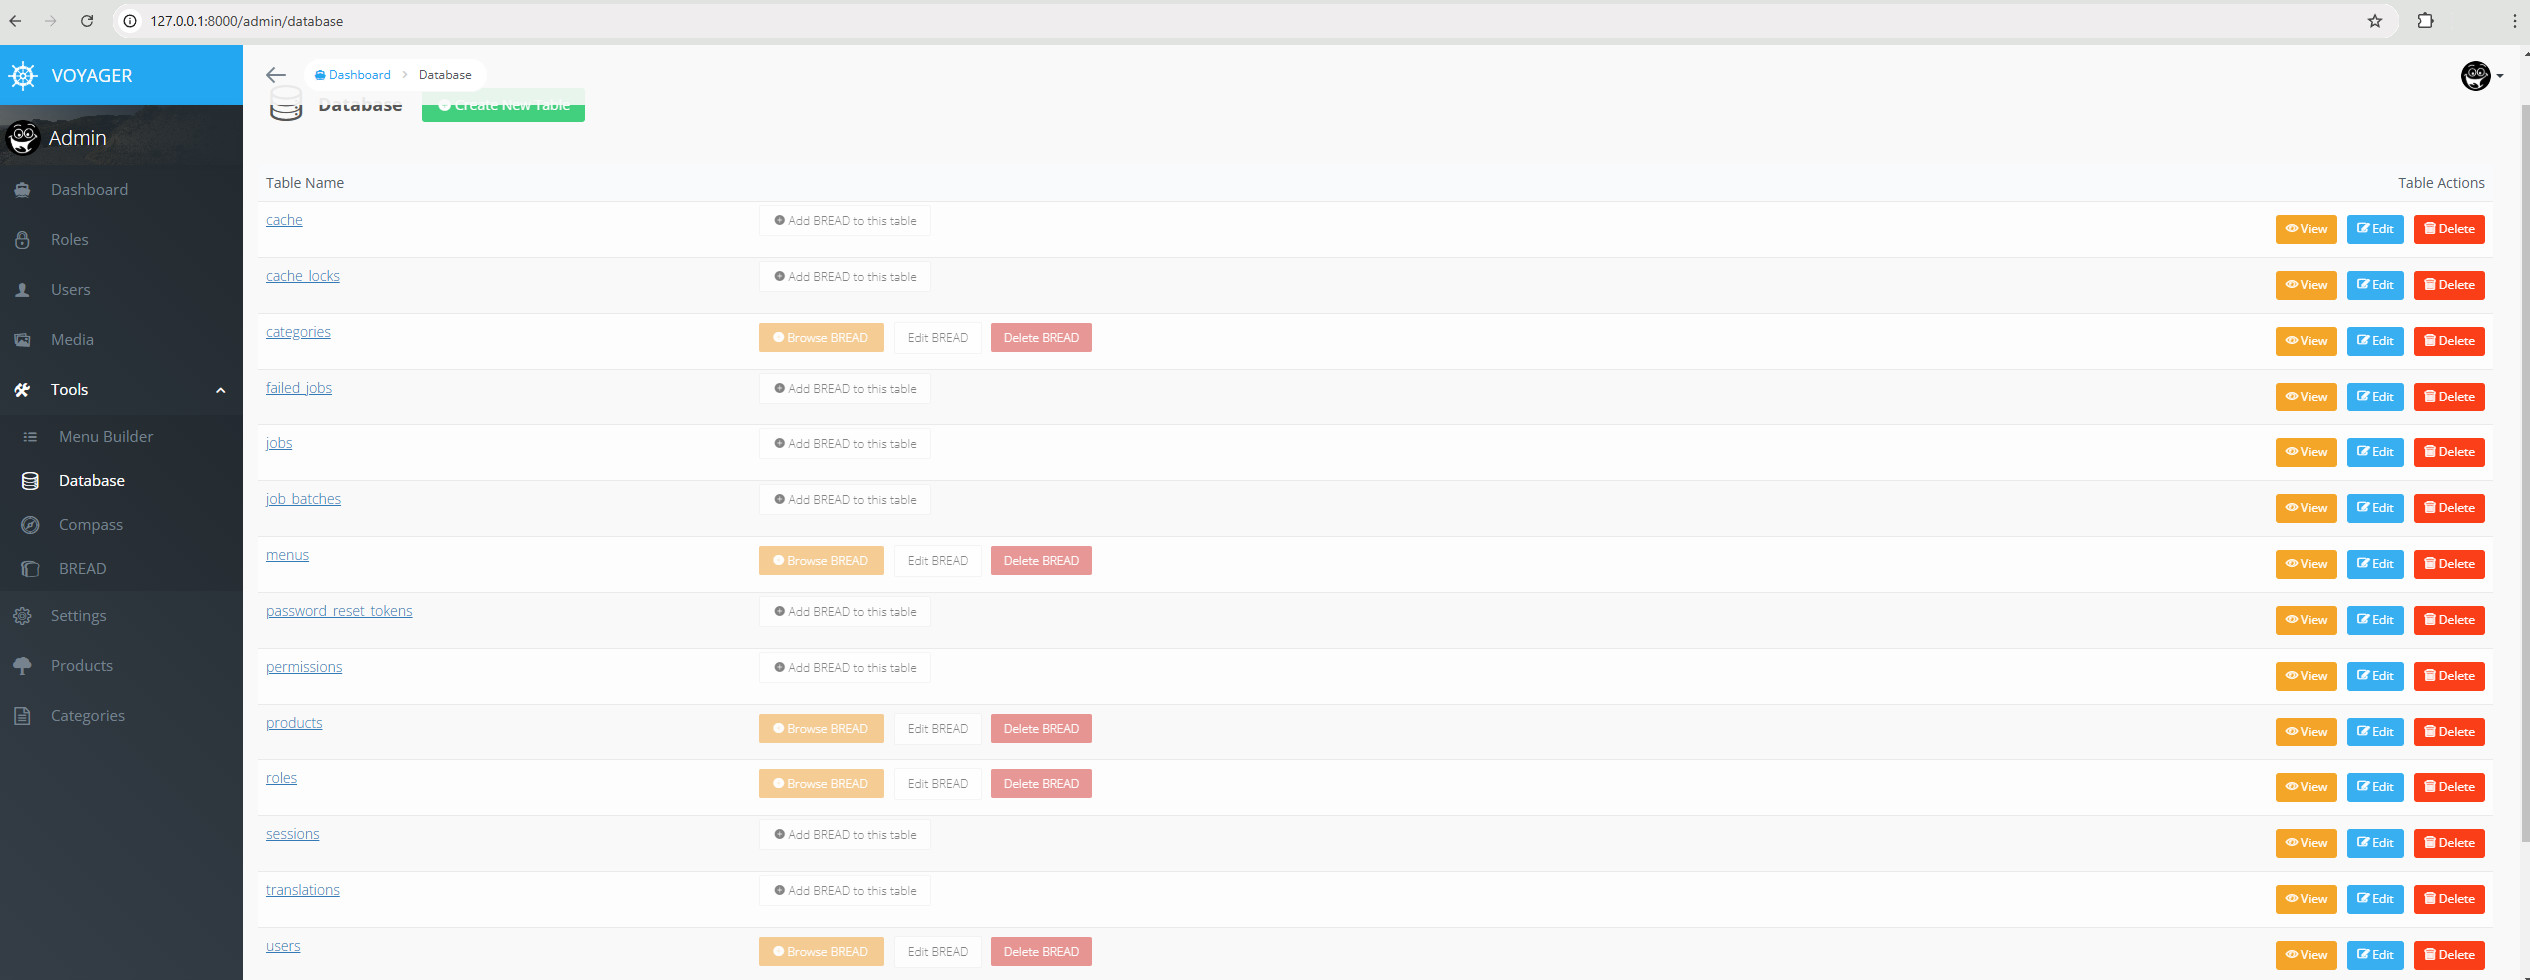 127.0.0.1:8000/admin/database
VOYAGER
Dashboard > Database
Database Create New Table
Admin
Dashboard
Roles
Users
Media
Tools
Menu Builder
Database
Compass
BREAD
Settings
Products
Categories
Table Name Table Actions
cache Add BREAD to this table View Edit Delete
cache_locks Add BREAD to this table View Edit Delete
categories Browse BREAD Edit BREAD Delete BREAD View Edit Delete
failed_jobs Add BREAD to this table View Edit Delete
jobs Add BREAD to this table View Edit Delete
job_batches Add BREAD to this table View Edit Delete
menus Browse BREAD Edit BREAD Delete BREAD View Edit Delete
password_reset_tokens Add BREAD to this table View Edit Delete
permissions Add BREAD to this table View Edit Delete
products Browse BREAD Edit BREAD Delete BREAD View Edit Delete
roles Browse BREAD Edit BREAD Delete BREAD View Edit Delete
sessions Add BREAD to this table View Edit Delete
translations Add BREAD to this table View Edit Delete
users Browse BREAD Edit BREAD Delete BREAD View Edit Delete